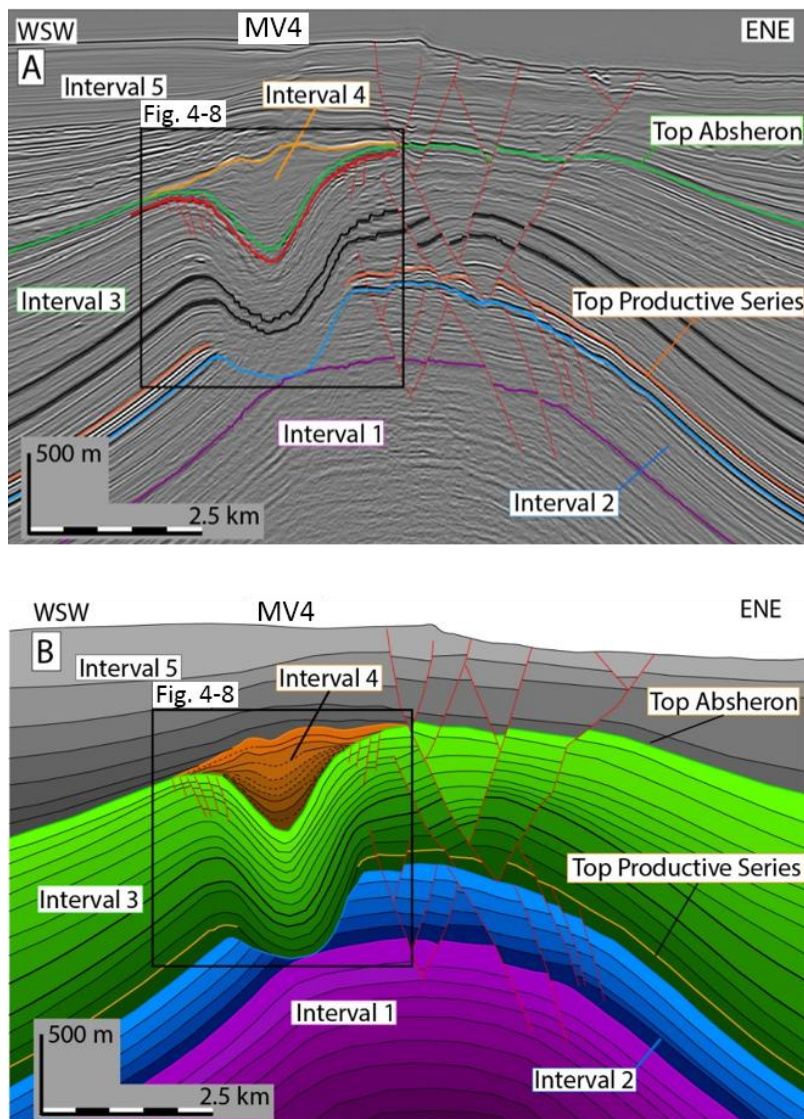 WSW MV4 ENE
A
Interval 5
Interval 4
Fig. 4-8
Top Absheron
Interval 3
Top Productive Series
Interval 1
500 m
Interval 2
2.5 km
WSW MV4 ENE
B
Interval 5
Interval 4
Fig. 4-8
Top Absheron
Top Productive Series
Interval 3
Interval 1
500 m
Interval 2
2.5 km